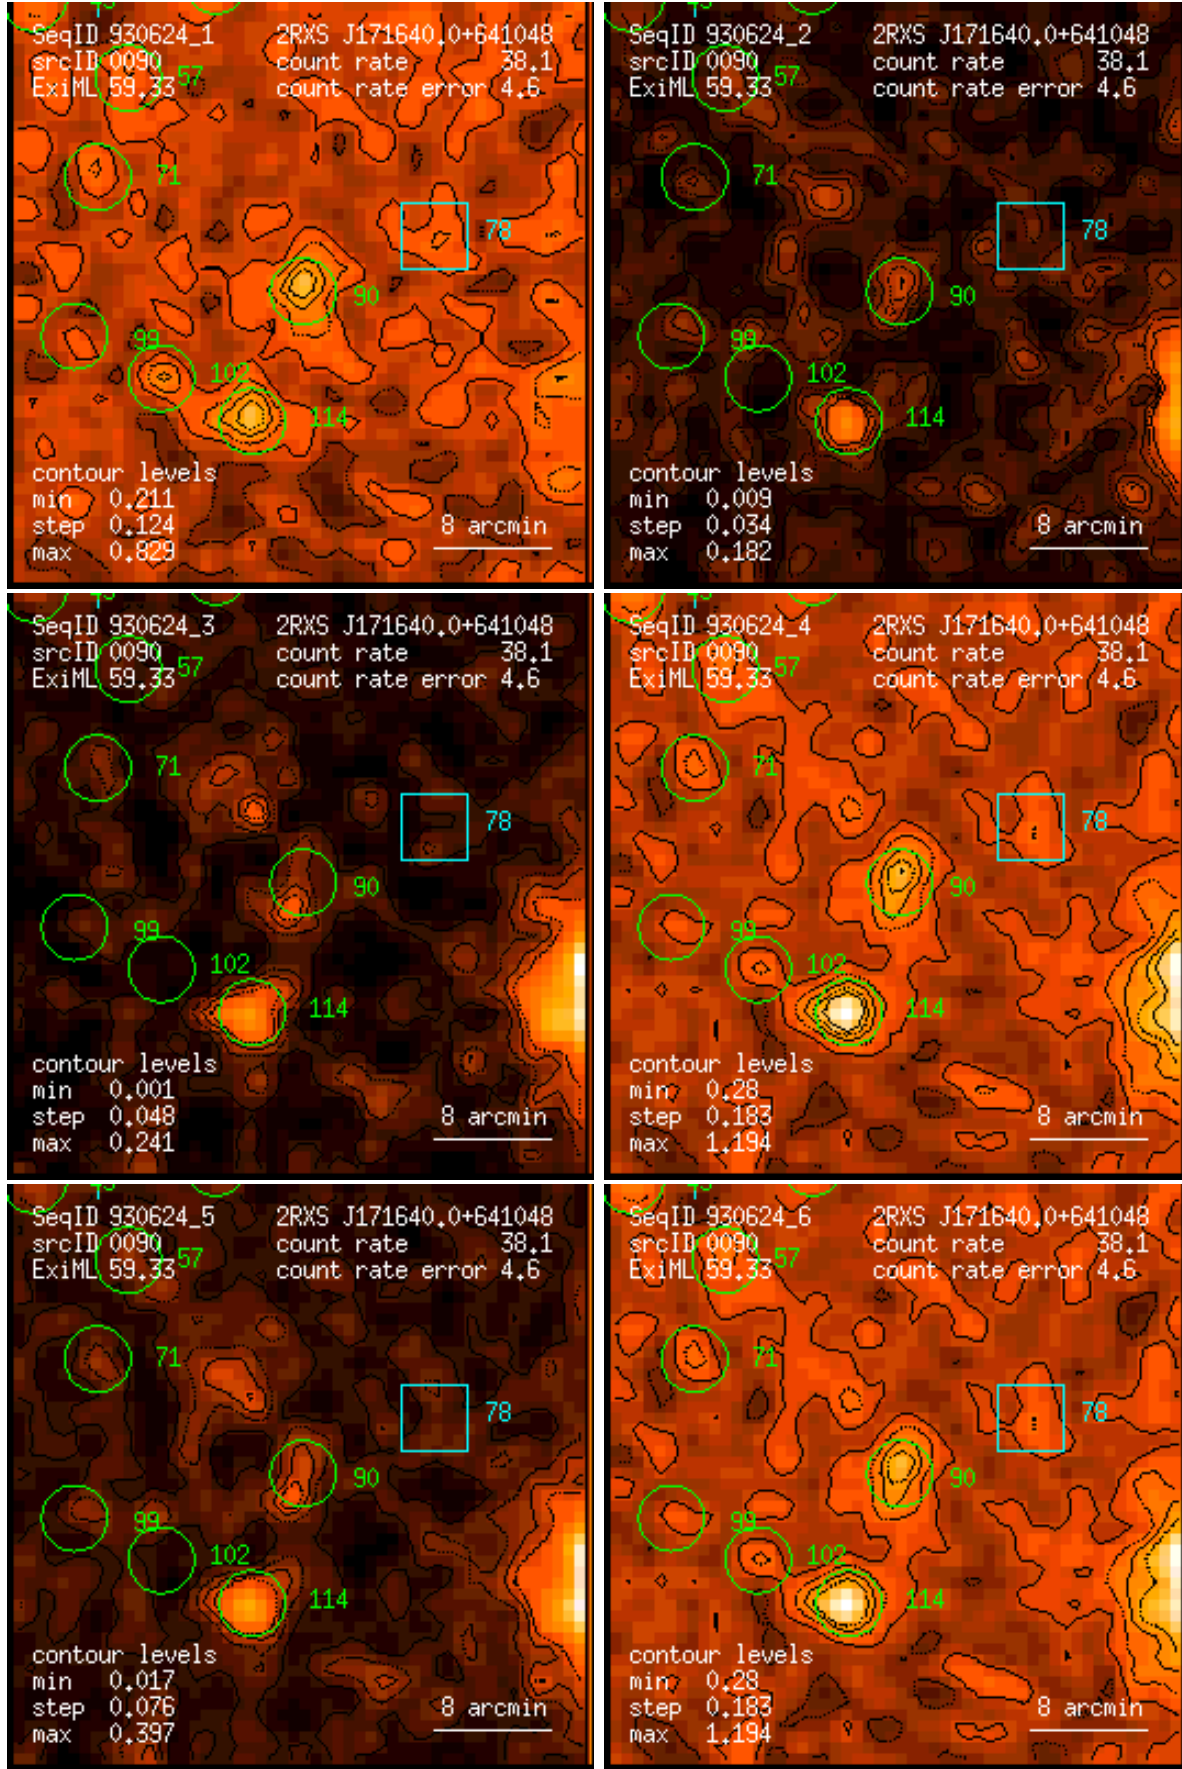 SeqID 930624_1 2RXS J171640.0+641048
srcID 0090 57 count rate 38.1
ExiML 59.33 count rate error 4.6
71
78
90
99
102
114
contour levels
min 0.211
step 0.124 8 arcmin
max 0.829
SeqID 930624_2 2RXS J171640.0+641048
srcID 0090 57 count rate 38.1
ExiML 59.33 count rate error 4.6
71
78
90
99
102
114
contour levels
min 0.009
step 0.034 8 arcmin
max 0.182
SeqID 930624_3 2RXS J171640.0+641048
srcID 0090 57 count rate 38.1
ExiML 59.33 count rate error 4.6
71
78
90
99
102
114
contour levels
min 0.001
step 0.048 8 arcmin
max 0.241
SeqID 930624_4 2RXS J171640.0+641048
srcID 0090 57 count rate 38.1
ExiML 59.33 count rate error 4.6
71
78
90
99
102
114
contour levels
min 0.28
step 0.183 8 arcmin
max 1.194
SeqID 930624_5 2RXS J171640.0+641048
srcID 0090 57 count rate 38.1
ExiML 59.33 count rate error 4.6
71
78
90
99
102
114
contour levels
min 0.017
step 0.076 8 arcmin
max 0.397
SeqID 930624_6 2RXS J171640.0+641048
srcID 0090 57 count rate 38.1
ExiML 59.33 count rate error 4.6
71
78
90
99
102
114
contour levels
min 0.28
step 0.183 8 arcmin
max 1.194